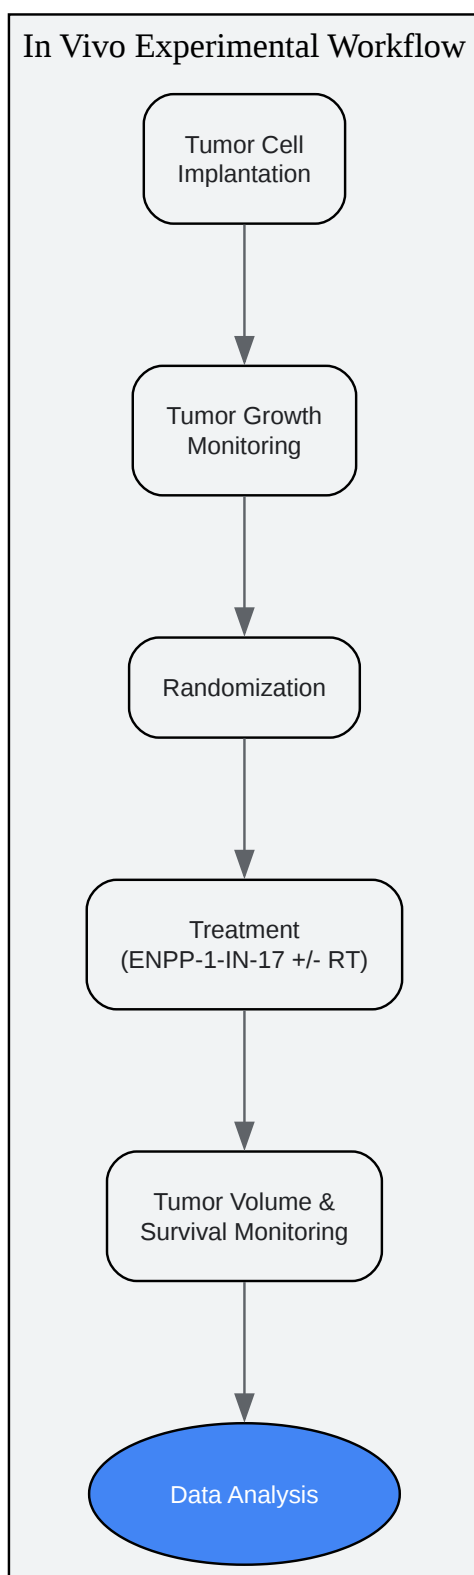 In Vivo Experimental Workflow
Tumor Cell
Implantation
Tumor Growth
Monitoring
Randomization
Treatment
(ENPP-1-IN-17 +/- RT)
Tumor Volume &
Survival Monitoring
Data Analysis